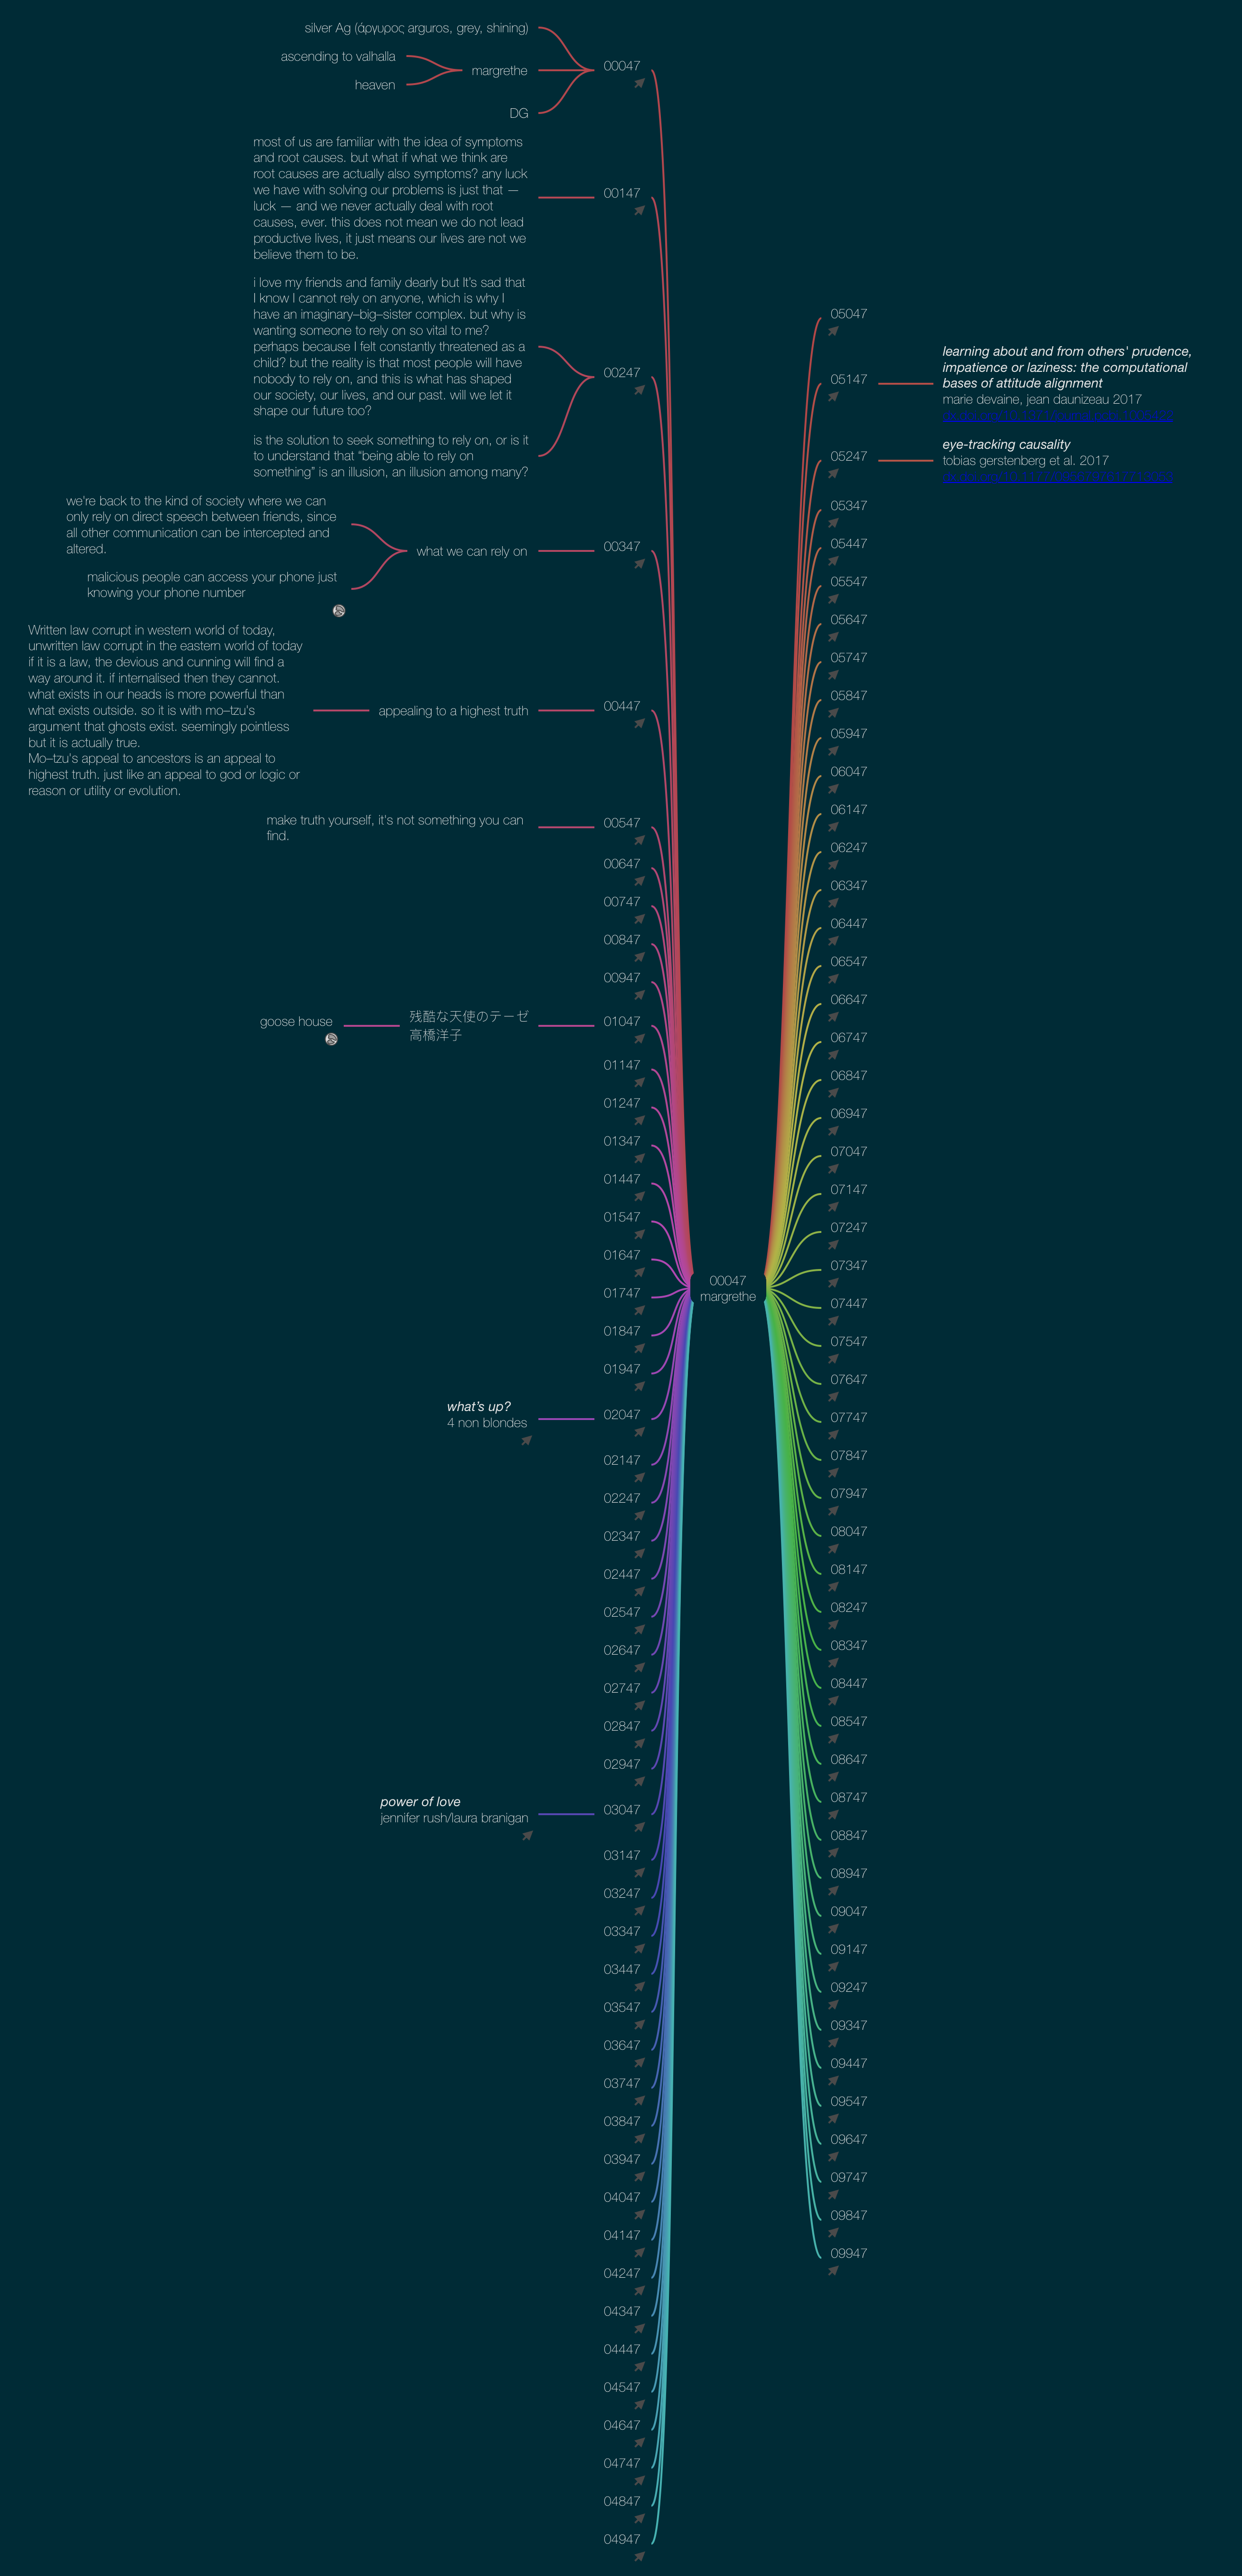 silver Ag (άργυρος arguros, grey, shining)
ascending to valhalla
heaven
margrethe
DG
00047
most of us are familiar with the idea of symptoms
and root causes. but what if what we think are
root causes are actually also symptoms? any luck
we have with solving our problems is just that —
luck — and we never actually deal with root
causes, ever. this does not mean we do not lead
productive lives, it just means our lives are not we
believe them to be.
00147
i love my friends and family dearly but It's sad that
I know I cannot rely on anyone, which is why I
have an imaginary–big–sister complex. but why is
wanting someone to rely on so vital to me?
perhaps because I felt constantly threatened as a
child? but the reality is that most people will have
nobody to rely on, and this is what has shaped
our society, our lives, and our past. will we let it
shape our future too?
is the solution to seek something to rely on, or is it
to understand that “being able to rely on
something” is an illusion, an illusion among many?
00247
we're back to the kind of society where we can
only rely on direct speech between friends, since
all other communication can be intercepted and
altered.
malicious people can access your phone just
knowing your phone number
what we can rely on
00347
Written law corrupt in western world of today,
unwritten law corrupt in the eastern world of today
if it is a law, the devious and cunning will find a
way around it. if internalised then they cannot.
what exists in our heads is more powerful than
what exists outside. so it is with mo–tzu's
argument that ghosts exist. seemingly pointless
but it is actually true.
Mo–tzu's appeal to ancestors is an appeal to
highest truth. just like an appeal to god or logic or
reason or utility or evolution.
appealing to a highest truth
00447
make truth yourself, it's not something you can
find.
00547
00647
00747
00847
00947
goose house
残酷な天使のテーゼ
高橋洋子
01047
01147
01247
01347
01447
01547
01647
01747
01847
01947
what's up?
4 non blondes
02047
02147
02247
02347
02447
02547
02647
02747
02847
02947
power of love
jennifer rush/laura branigan
03047
03147
03247
03347
03447
03547
03647
03747
03847
03947
04047
04147
04247
04347
04447
04547
04647
04747
04847
04947
00047
margrethe
05047
05147
learning about and from others' prudence,
impatience or laziness: the computational
bases of attitude alignment
marie devaine, jean daunizeau 2017
05247
eye-tracking causality
tobias gerstenberg et al. 2017
05347
05447
05547
05647
05747
05847
05947
06047
06147
06247
06347
06447
06547
06647
06747
06847
06947
07047
07147
07247
07347
07447
07547
07647
07747
07847
07947
08047
08147
08247
08347
08447
08547
08647
08747
08847
08947
09047
09147
09247
09347
09447
09547
09647
09747
09847
09947